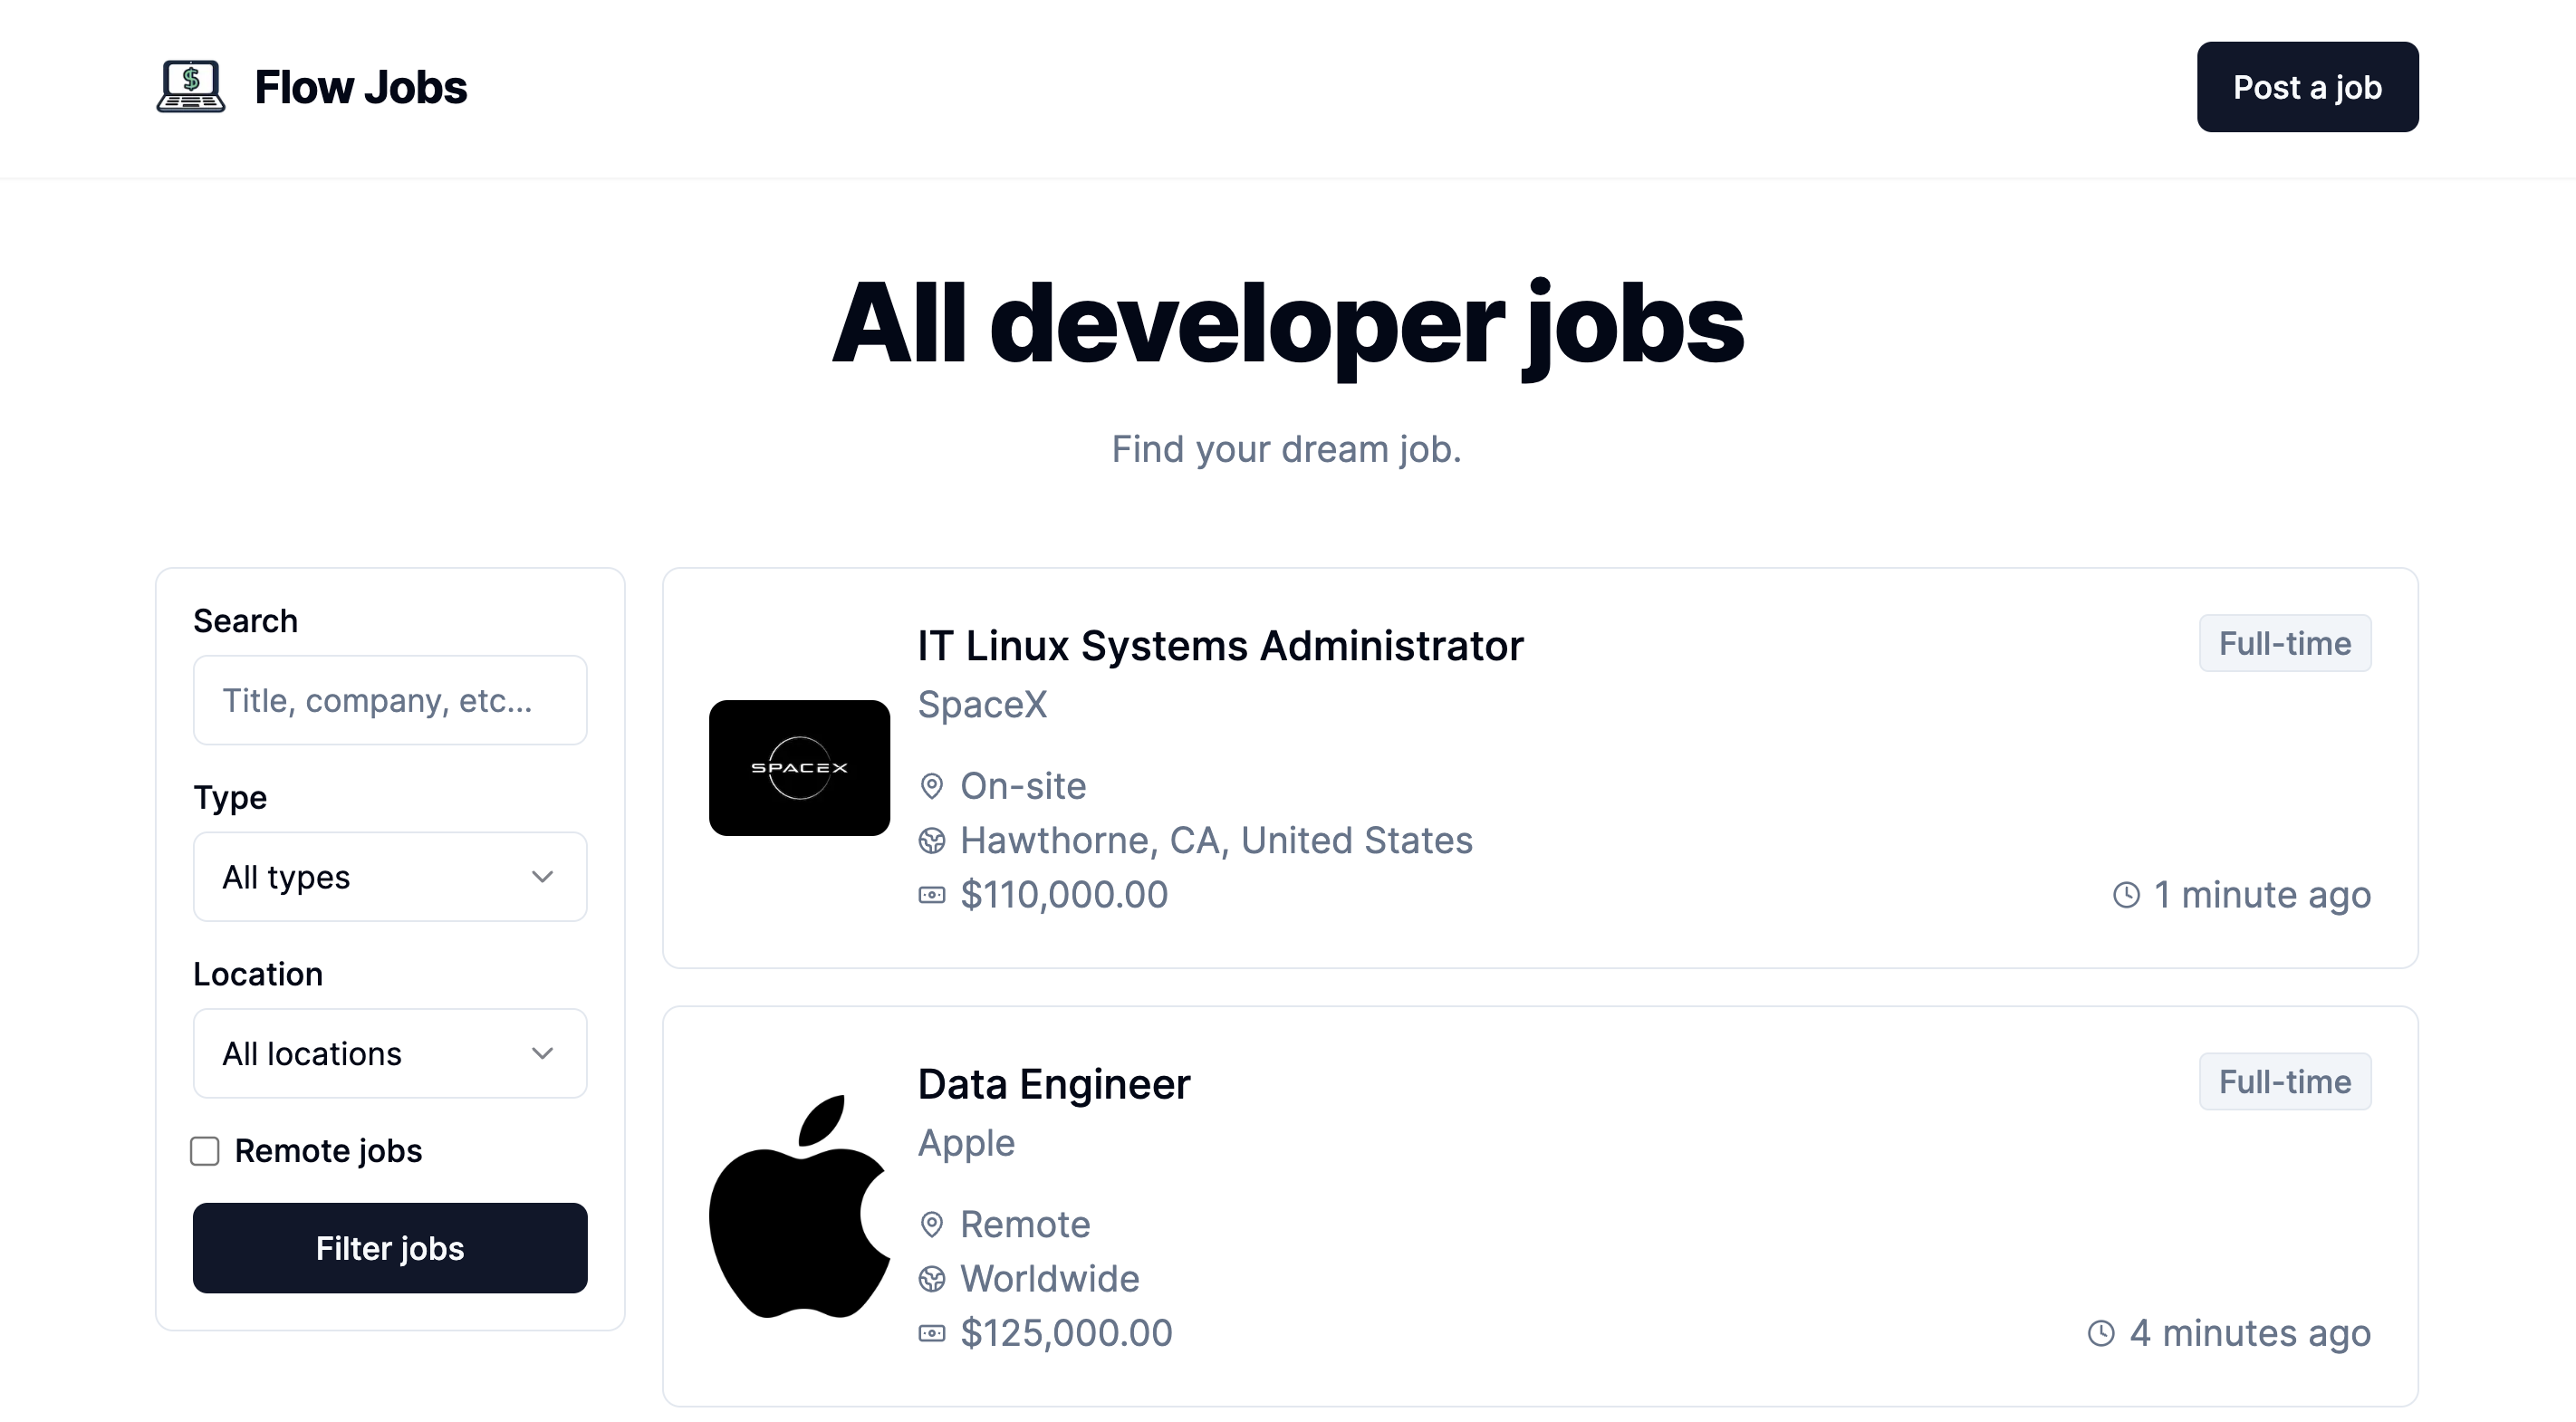 $
Flow Jobs
Post a job
All developer jobs
Find your dream job.
Search
Title, company, etc...
Type
All types
Location
All locations
Remote jobs
Filter jobs
IT Linux Systems Administrator
Full-time
SpaceX
SPACEX
On-site
Hawthorne, CA, United States
$110,000.00
1 minute ago
Data Engineer
Full-time
Apple
Remote
Worldwide
$125,000.00
4 minutes ago